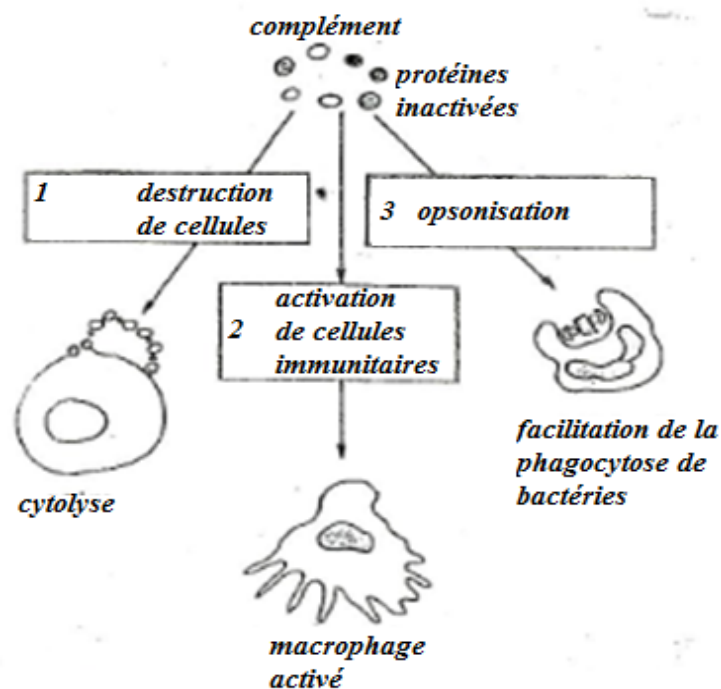 complément
protéines
inactivées
1 destruction
de cellules
3 opsonisation
activation
2 de cellules
immunitaires
facilitation de la
phagocytose de
bactéries
cytolyse
macrophage
activé